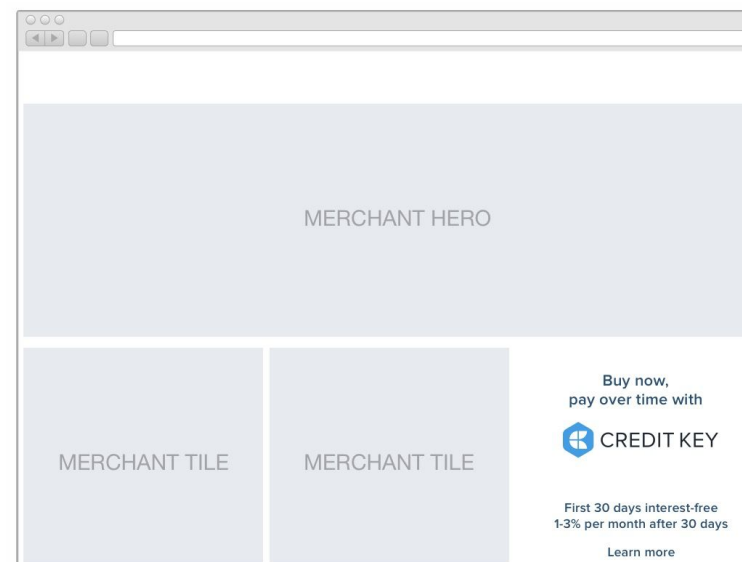 MERCHANT HERO
MERCHANT TILE
MERCHANT TILE
Buy now,
pay over time with
CREDIT KEY
First 30 days interest-free
1-3% per month after 30 days
Learn more